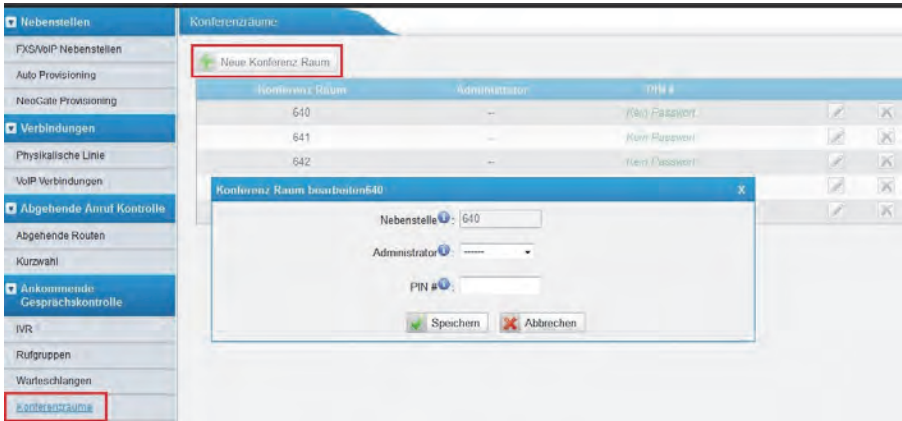 Nebenstellen
FXS/VoIP Nebenstellen
Auto Provisioning
NeoGate Provisioning
Verbindungen
Physikalische Linie
VoIP Verbindungen
Abgehende Anruf Kontrolle
Abgehende Routen
Kurzwahl
Ankommende
Gesprächskontrolle
IVR
Rufgruppen
Warteschlangen
Konferenzräume
Konferenzräume
Neue Konferenz Raum
Konferenz Raum Administrator PIN #
640 -- Kein Passwort
641 -- Kein Passwort
642 -- Kein Passwort
Konferenz Raum bearbeiten640 X
Nebenstelle : 640
Administrator : ------
PIN # :
Speichern Abbrechen